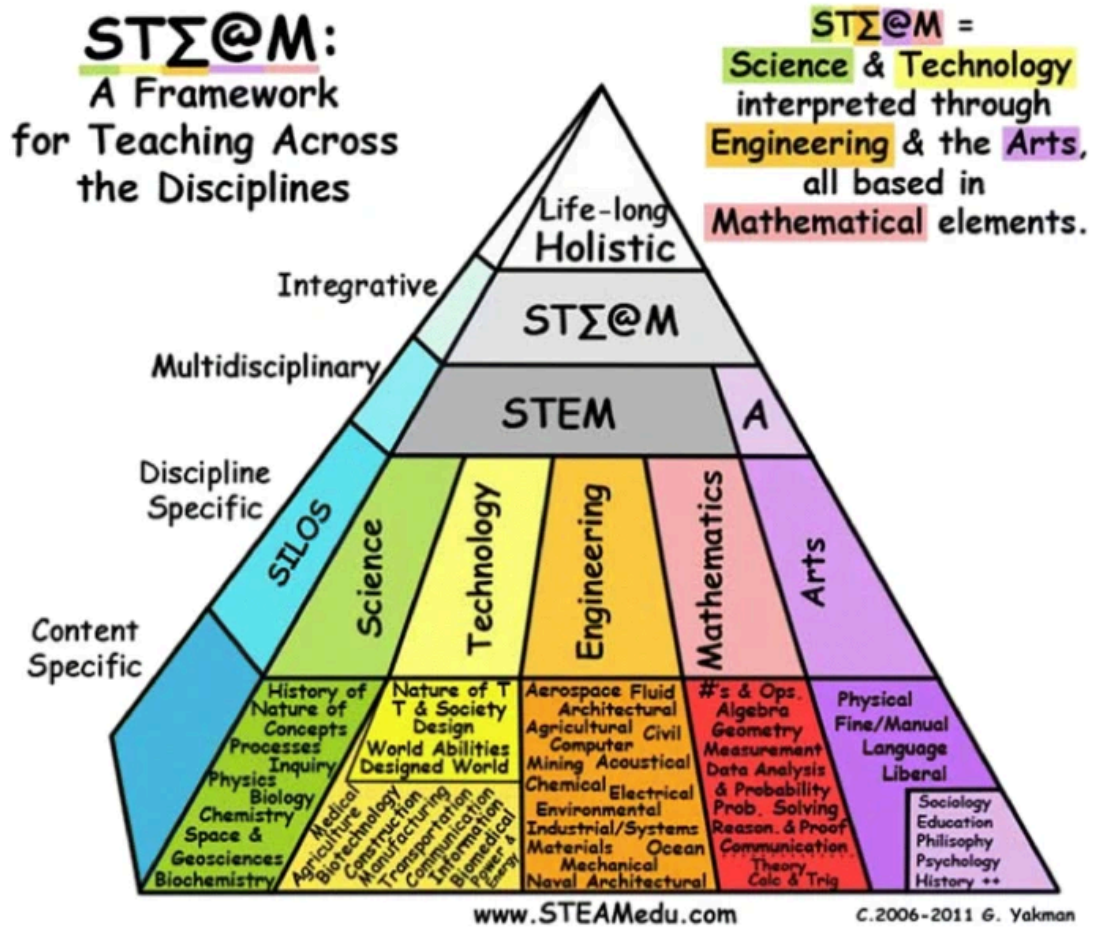 ST∑@M:
A Framework
for Teaching Across
the Disciplines
ST∑@M =
Science & Technology
interpreted through
Engineering & the Arts,
all based in
Mathematical elements.
Life-long
Holistic
Integrative
ST∑@M
Multidisciplinary
STEM
A
Discipline
Specific
SILOS
Science
Technology
Engineering
Mathematics
Arts
Content
Specific
History of
Nature of
Concepts
Processes
Inquiry
Physics
Biology
Chemistry
Space &
Geosciences
Biochemistry
Nature of T
T & Society
Design
World Abilities
Designed World
Medical
Agriculture
Biotechnology
Construction
Manufacturing
Transportation
Communication
Information
Biomedical
Power &
Energy
Aerospace Fluid
Architectural
Agricultural Civil
Computer
Mining Acoustical
Chemical Electrical
Environmental
Industrial/Systems
Materials Ocean
Mechanical
Naval Architectural
#'s & Ops.
Algebra
Geometry
Measurement
Data Analysis
& Probability
Prob. Solving
Reason. & Proof
Communication
Theory
Calc & Trig
Physical
Fine/Manual
Language
Liberal
Sociology
Education
Philisophy
Psychology
History ++
www.STEAMedu.com
C.2006-2011 G. Yakman